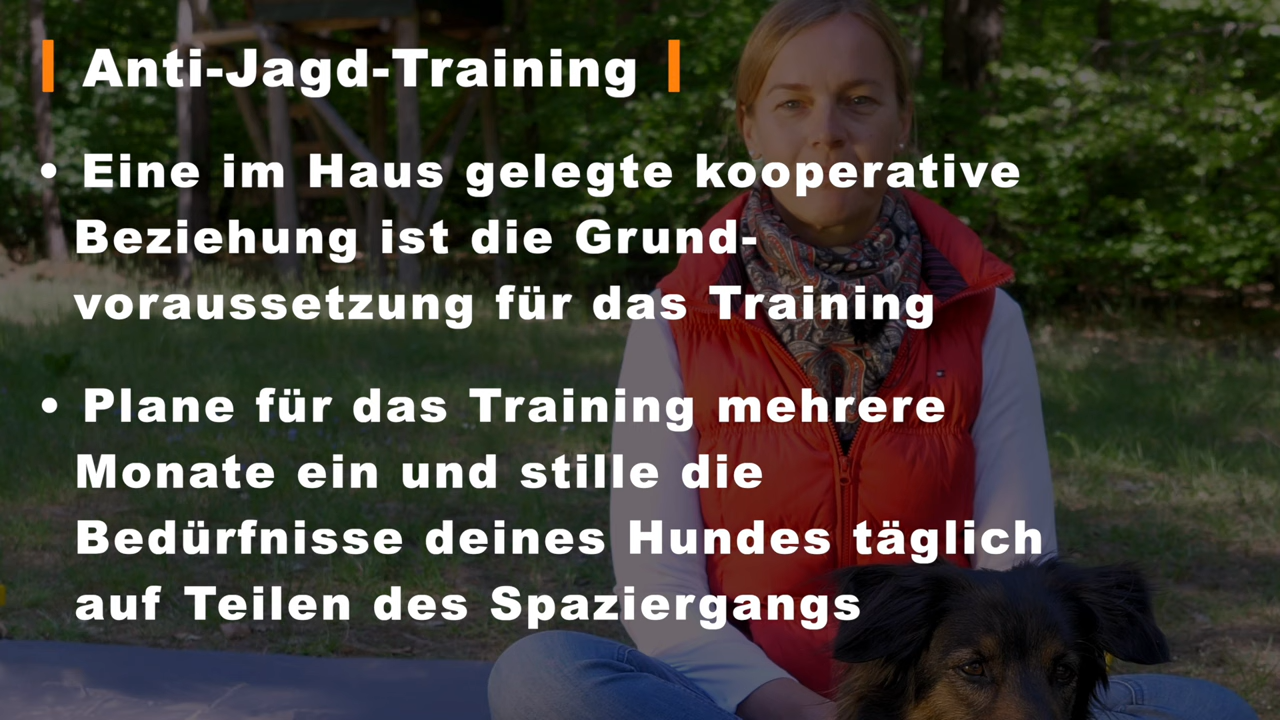 Anti-Jagd-Training
• Eine im Haus gelegte kooperative
Beziehung ist die Grund-
voraussetzung für das Training
• Plane für das Training mehrere
Monate ein und stille die
Bedürfnisse deines Hundes täglich
auf Teilen des Spaziergangs